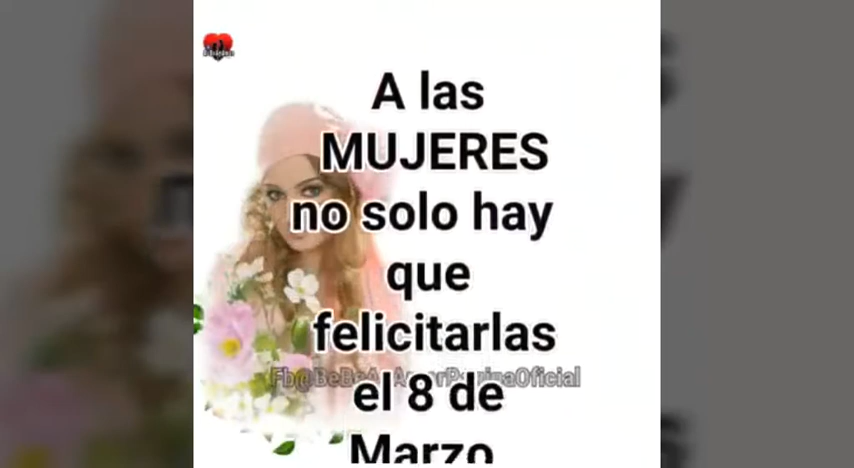 A las
MUJERES
no solo hay
que
felicitarlas
el 8 de
Marzo